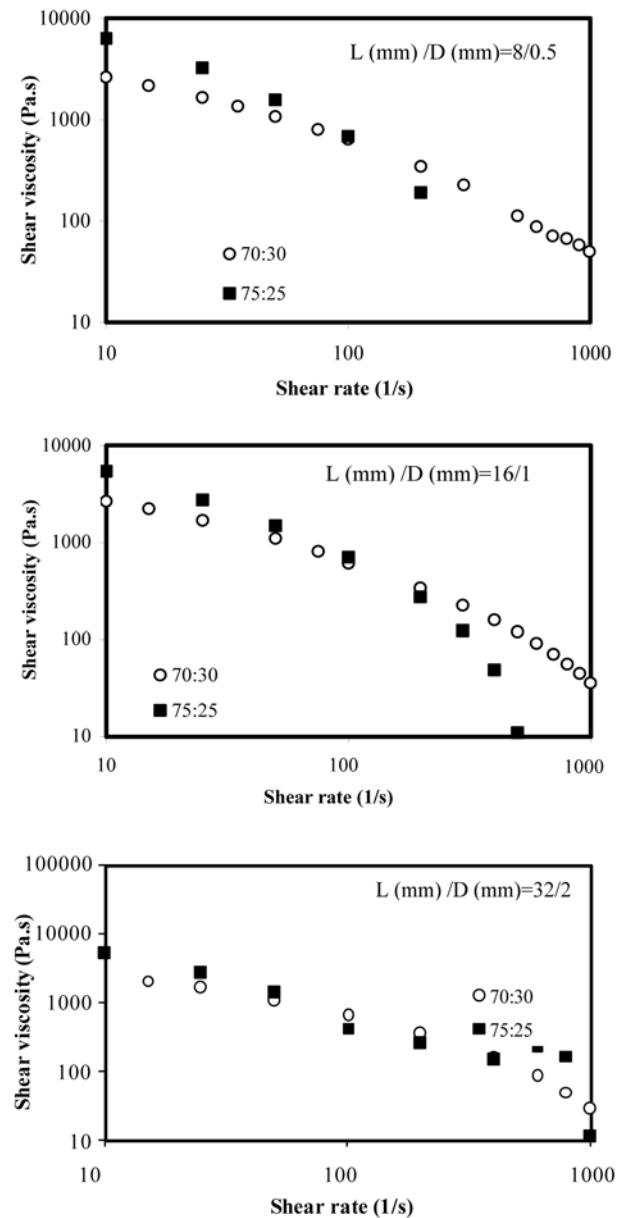 10000
1000
100
10
Shear viscosity (Pa.s)
L (mm) /D (mm)=8/0.5
70:30
75:25
10 100 1000
Shear rate (1/s)
10000
1000
100
10
Shear viscosity (Pa.s)
L (mm) /D (mm)=16/1
70:30
75:25
10 100 1000
Shear rate (1/s)
100000
10000
1000
100
10
Shear viscosity (Pa.s)
L (mm) /D (mm)=32/2
70:30
75:25
10 100 1000
Shear rate (1/s)